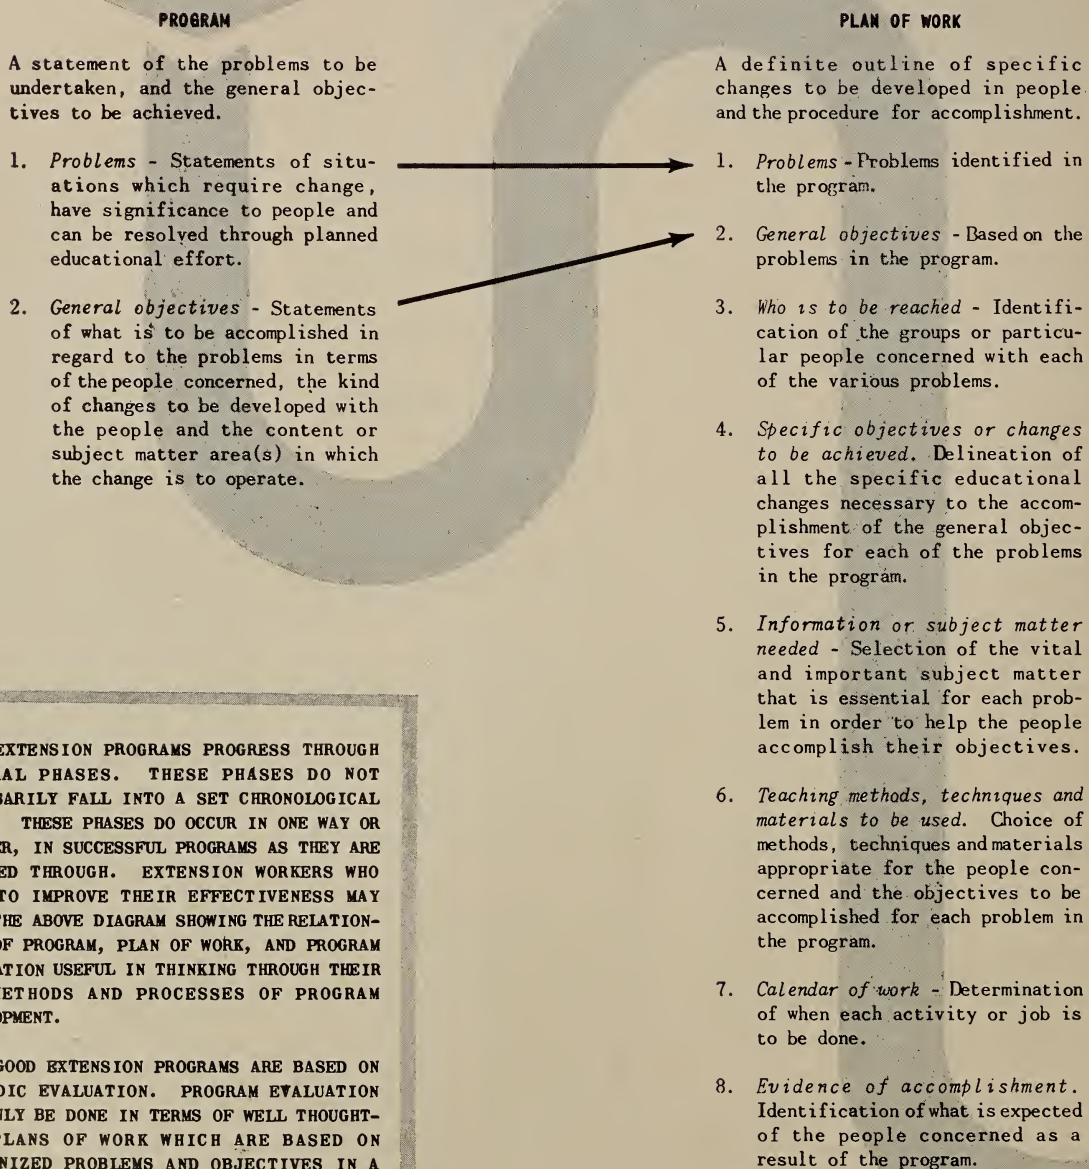 PROGRAM
A statement of the problems to be
undertaken, and the general objec-
tives to be achieved.
1. Problems - Statements of situ-
ations which require change,
have significance to people and
can be resolved through planned
educational effort.
2. General objectives - Statements
of what is to be accomplished in
regard to the problems in terms
of the people concerned, the kind
of changes to be developed with
the people and the content or
subject matter area(s) in which
the change is to operate.
EXTENSION PROGRAMS PROGRESS THROUGH
AL PHASES. THESE PHASES DO NOT
SARILY FALL INTO A SET CHRONOLOGICAL
THESE PHASES DO OCCUR IN ONE WAY OR
ER, IN SUCCESSFUL PROGRAMS AS THEY ARE
ED THROUGH. EXTENSION WORKERS WHO
TO IMPROVE THEIR EFFECTIVENESS MAY
THE ABOVE DIAGRAM SHOWING THE RELATION-
OF PROGRAM, PLAN OF WORK, AND PROGRAM
ATION USEFUL IN THINKING THROUGH THEIR
METHODS AND PROCESSES OF PROGRAM
OPMENT.
GOOD EXTENSION PROGRAMS ARE BASED ON
DIC EVALUATION. PROGRAM EVALUATION
NLY BE DONE IN TERMS OF WELL THOUGHT-
PLANS OF WORK WHICH ARE BASED ON
NIZED PROBLEMS AND OBJECTIVES IN A
PLAN OF WORK
A definite outline of specific
changes to be developed in people
and the procedure for accomplishment.
1. Problems - Problems identified in
the program.
2. General objectives - Based on the
problems in the program.
3. Who is to be reached - Identifi-
cation of the groups or particu-
lar people concerned with each
of the various problems.
4. Specific objectives or changes
to be achieved. Delineation of
all the specific educational
changes necessary to the accom-
plishment of the general objec-
tives for each of the problems
in the program.
5. Information or subject matter
needed - Selection of the vital
and important subject matter
that is essential for each prob-
lem in order to help the people
accomplish their objectives.
6. Teaching methods, techniques and
materials to be used. Choice of
methods, techniques and materials
appropriate for the people con-
cerned and the objectives to be
accomplished for each problem in
the program.
7. Calendar of work - Determination
of when each activity or job is
to be done.
8. Evidence of accomplishment.
Identification of what is expected
of the people concerned as a
result of the program.